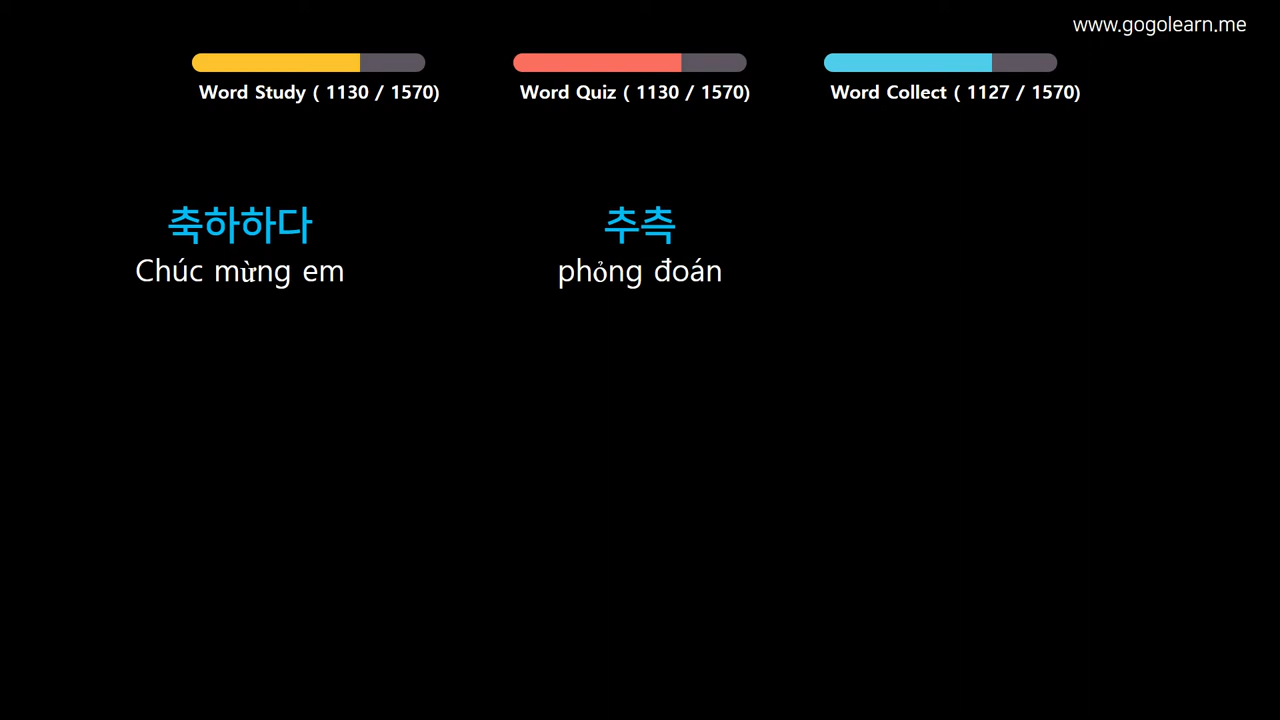 www.gogolearn.me
Word Study ( 1130 / 1570)
Word Quiz ( 1130 / 1570)
Word Collect ( 1127 / 1570)
축하하다
Chúc mừng em
추측
phỏng đoán